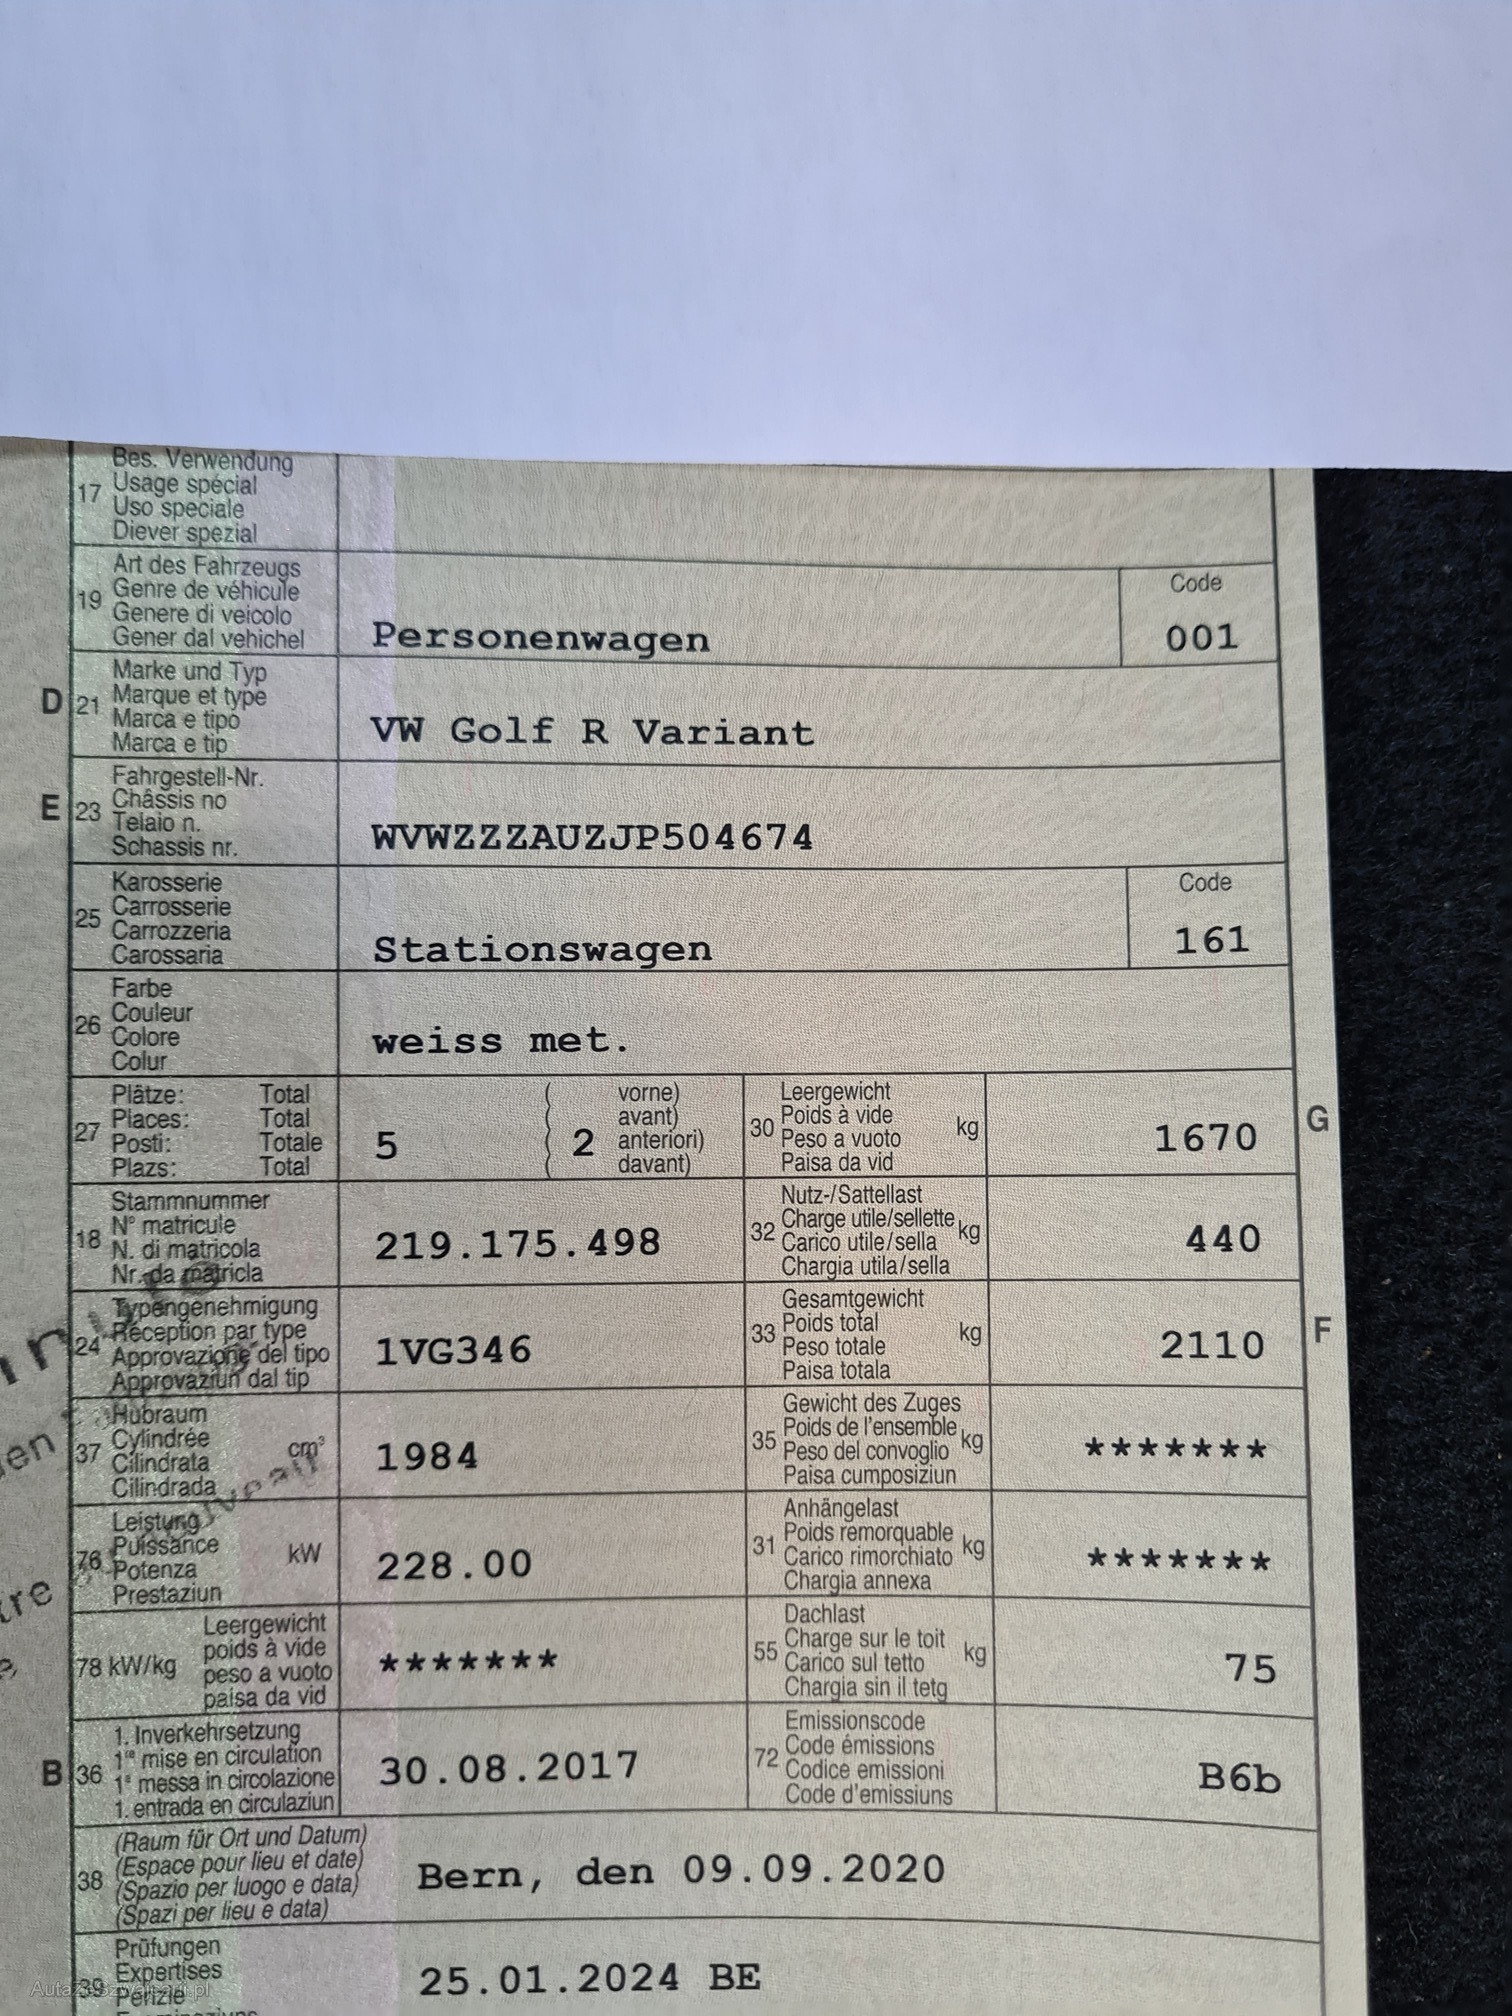 Bes. Verwendung
17 Usage spécial
Uso speciale
Diever spezial
Art des Fahrzeugs
19 Genre de véhicule
Genere di veicolo
Gener dal vehichel
Personenwagen
Code
001
D 21 Marke und Typ
Marque et type
Marca e tipo
Marca e tip
VW Golf R Variant
E 23 Fahrgestell-Nr.
Châssis no
Telaio n.
Schassis nr.
WVWZZZAUZJP504674
25 Karosserie
Carrosserie
Carrozzeria
Carossaria
Stationswagen
Code
161
26 Farbe
Couleur
Colore
Colur
weiss met.
27 Plätze: Total
Places: Total
Posti: Totale
Plazs: Total
5
2
vorne)
avant)
anteriori)
davant)
30 Leergewicht
Poids à vide
Peso a vuoto
Paisa da vid
kg
1670
G
18 Stammnummer
N° matricule
N. di matricola
Nr. da matricla
219.175.498
32 Nutz-/Sattellast
Charge utile/sellette
Carico utile/sella
Chargia utila/sella
kg
440
24 Typengenehmigung
Réception par type
Approvazione del tipo
Approvaziun dal tip
1VG346
33 Gesamtgewicht
Poids total
Peso totale
Paisa totala
kg
2110
F
37 Hubraum
Cylindrée
Cilindrata
Cilindrada
cm³
1984
35 Gewicht des Zuges
Poids de l'ensemble
Peso del convoglio
Paisa cumposiziun
kg
*******
76 Leistung
Puissance
Potenza
Prestaziun
kW
228.00
31 Anhängelast
Poids remorquable
Carico rimorchiato
Chargia annexa
kg
*******
78 kW/kg
Leergewicht
poids à vide
peso a vuoto
paisa da vid
*******
55 Dachlast
Charge sur le toit
Carico sul tetto
Chargia sin il tetg
kg
75
B 36 1. Inverkehrsetzung
1re mise en circulation
1a messa in circolazione
1. entrada en circulaziun
30.08.2017
72 Emissionscode
Code émissions
Codice emissioni
Code d'emissiuns
B6b
38 (Raum für Ort und Datum)
(Espace pour lieu et date)
(Spazio per luogo e data)
(Spazi per lieu e data)
Bern, den 09.09.2020
39 Prüfungen
Expertises
Perizie
25.01.2024 BE